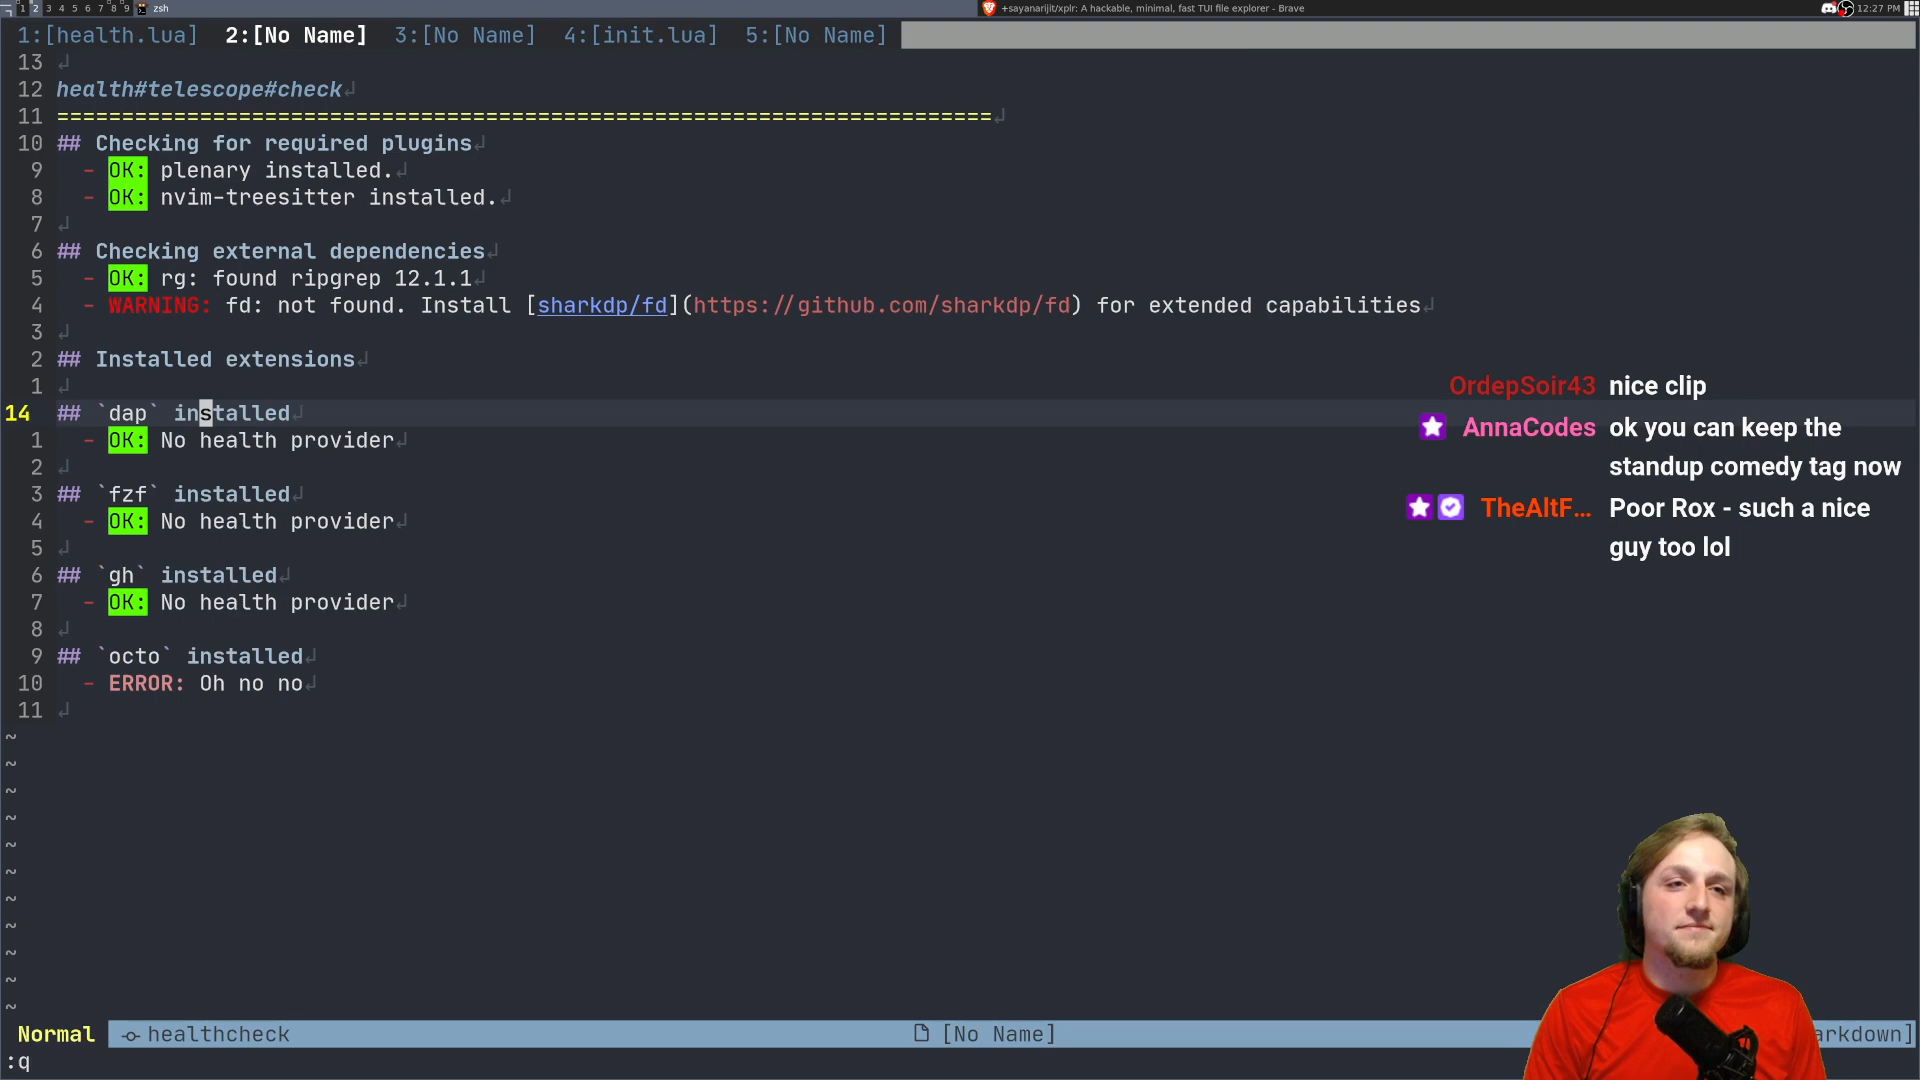 1 2 3 4 5 6 7 8 9 zsh
+sayanarijit/xplr: A hackable, minimal, fast TUI file explorer - Brave
12:27 PM
1:[health.lua] 2:[No Name] 3:[No Name] 4:[init.lua] 5:[No Name]
13
12 health#telescope#check
11 ========================================================================
10 ## Checking for required plugins
9 - OK: plenary installed.
8 - OK: nvim-treesitter installed.
7
6 ## Checking external dependencies
5 - OK: rg: found ripgrep 12.1.1
4 - WARNING: fd: not found. Install [sharkdp/fd](https://github.com/sharkdp/fd) for extended capabilities
3
2 ## Installed extensions
1
14 ## `dap` installed
1 - OK: No health provider
2
3 ## `fzf` installed
4 - OK: No health provider
5
6 ## `gh` installed
7 - OK: No health provider
8
9 ## `octo` installed
10 - ERROR: Oh no no
11
~
~
~
~
~
~
~
~
~
~
~
OrdepSoir43 nice clip
AnnaCodes ok you can keep the
standup comedy tag now
TheAltF... Poor Rox - such a nice
guy too lol
Normal healthcheck [No Name] arkdown]
:q